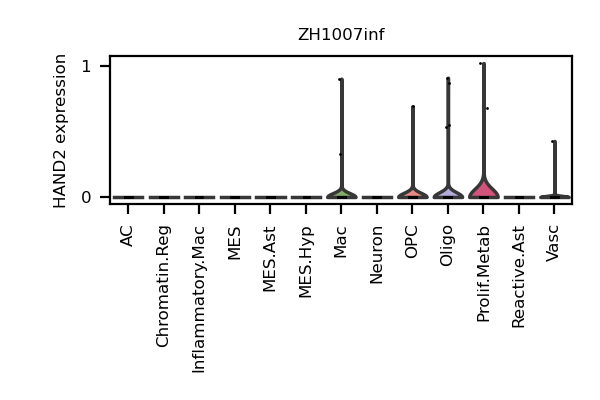 ZH1007inf
HAND2 expression
1
0
AC
Chromatin.Reg
Inflammatory.Mac
MES
MES.Ast
MES.Hyp
Mac
Neuron
OPC
Oligo
Prolif.Metab
Reactive.Ast
Vasc